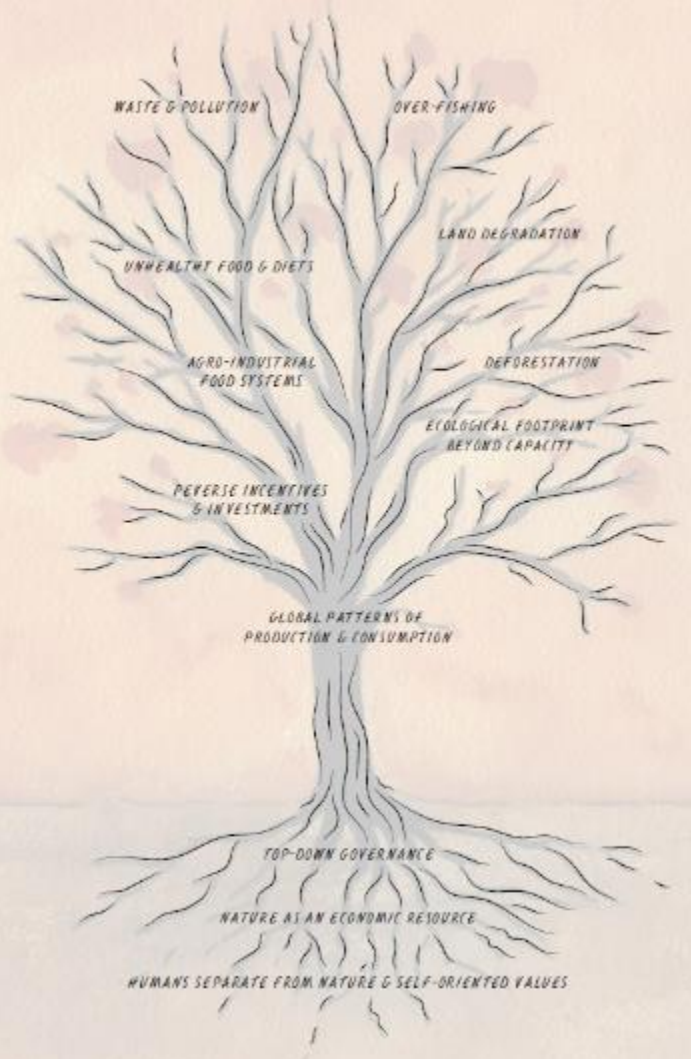 WASTE & POLLUTION
OVER-FISHING
LAND DEGRADATION
UNHEALTHY FOOD & DIETS
AGRO-INDUSTRIAL
FOOD SYSTEMS
DEFORESTATION
ECOLOGICAL FOOTPRINT
BEYOND CAPACITY
PEVERSE INCENTIVES
& INVESTMENTS
GLOBAL PATTERNS OF
PRODUCTION & CONSUMPTION
TOP-DOWN GOVERNANCE
NATURE AS AN ECONOMIC RESOURCE
HUMANS SEPARATE FROM NATURE & SELF-ORIENTED VALUES